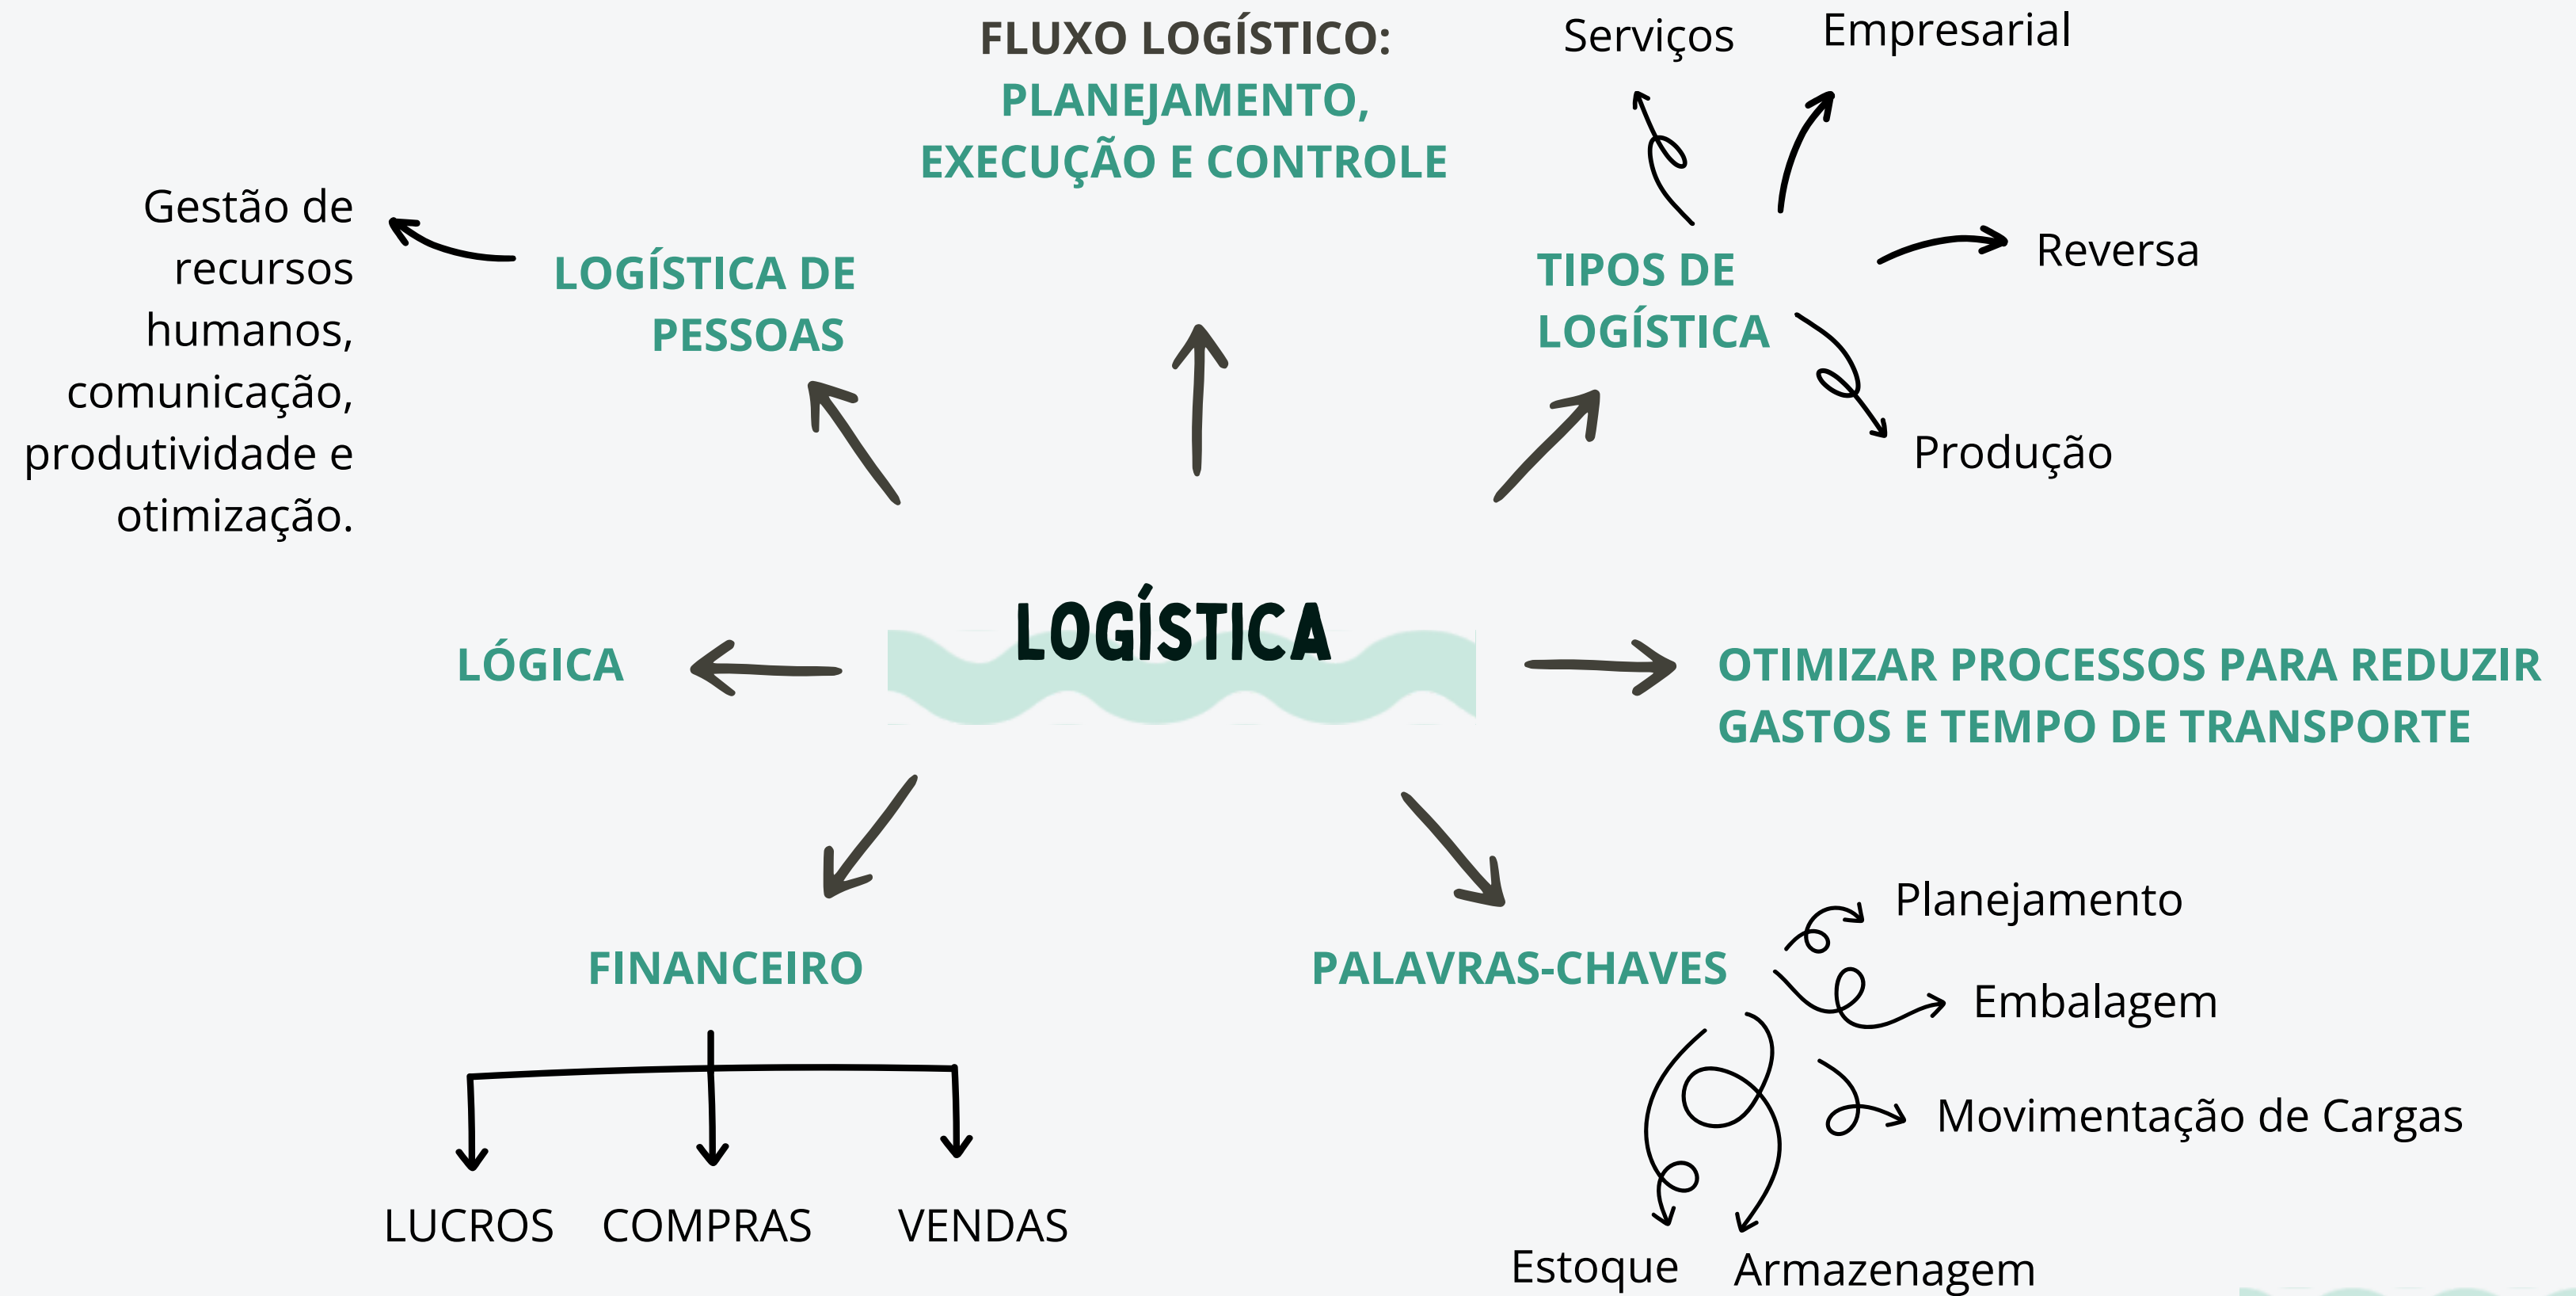 FLUXO LOGÍSTICO:
PLANEJAMENTO,
EXECUÇÃO E CONTROLE
Serviços
Empresarial
Reversa
Produção
TIPOS DE
LOGÍSTICA
LOGÍSTICA DE
PESSOAS
Gestão de
recursos
humanos,
comunicação,
produtividade e
otimização.
LOGÍSTICA
LÓGICA
OTIMIZAR PROCESSOS PARA REDUZIR
GASTOS E TEMPO DE TRANSPORTE
FINANCEIRO
LUCROS
COMPRAS
VENDAS
PALAVRAS-CHAVES
Planejamento
Embalagem
Movimentação de Cargas
Estoque
Armazenagem